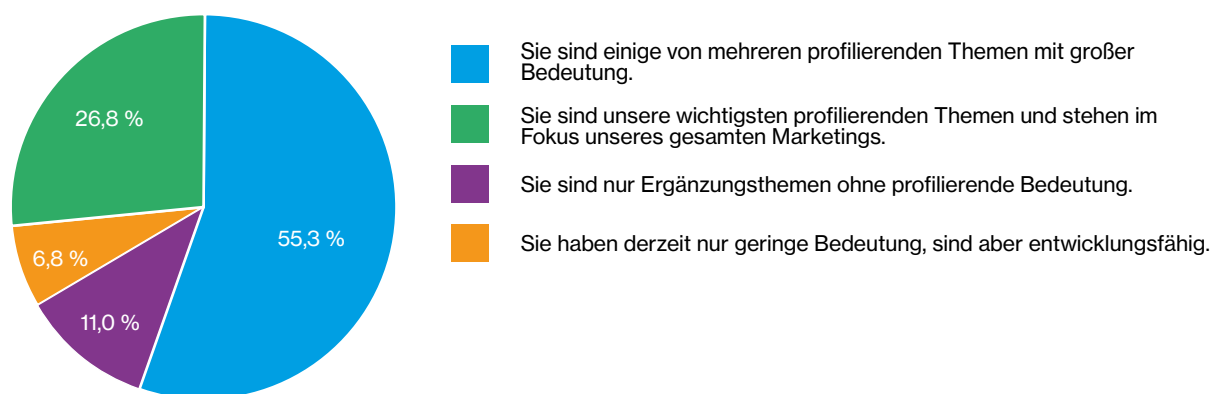 Sie sind einige von mehreren profilierenden Themen mit großer
Bedeutung.
26,8 %
Sie sind unsere wichtigsten profilierenden Themen und stehen im
Fokus unseres gesamten Marketings.
Sie sind nur Ergänzungsthemen ohne profilierende Bedeutung.
55,3 %
Sie haben derzeit nur geringe Bedeutung, sind aber entwicklungsfähig.
6,8 %
11,0 %